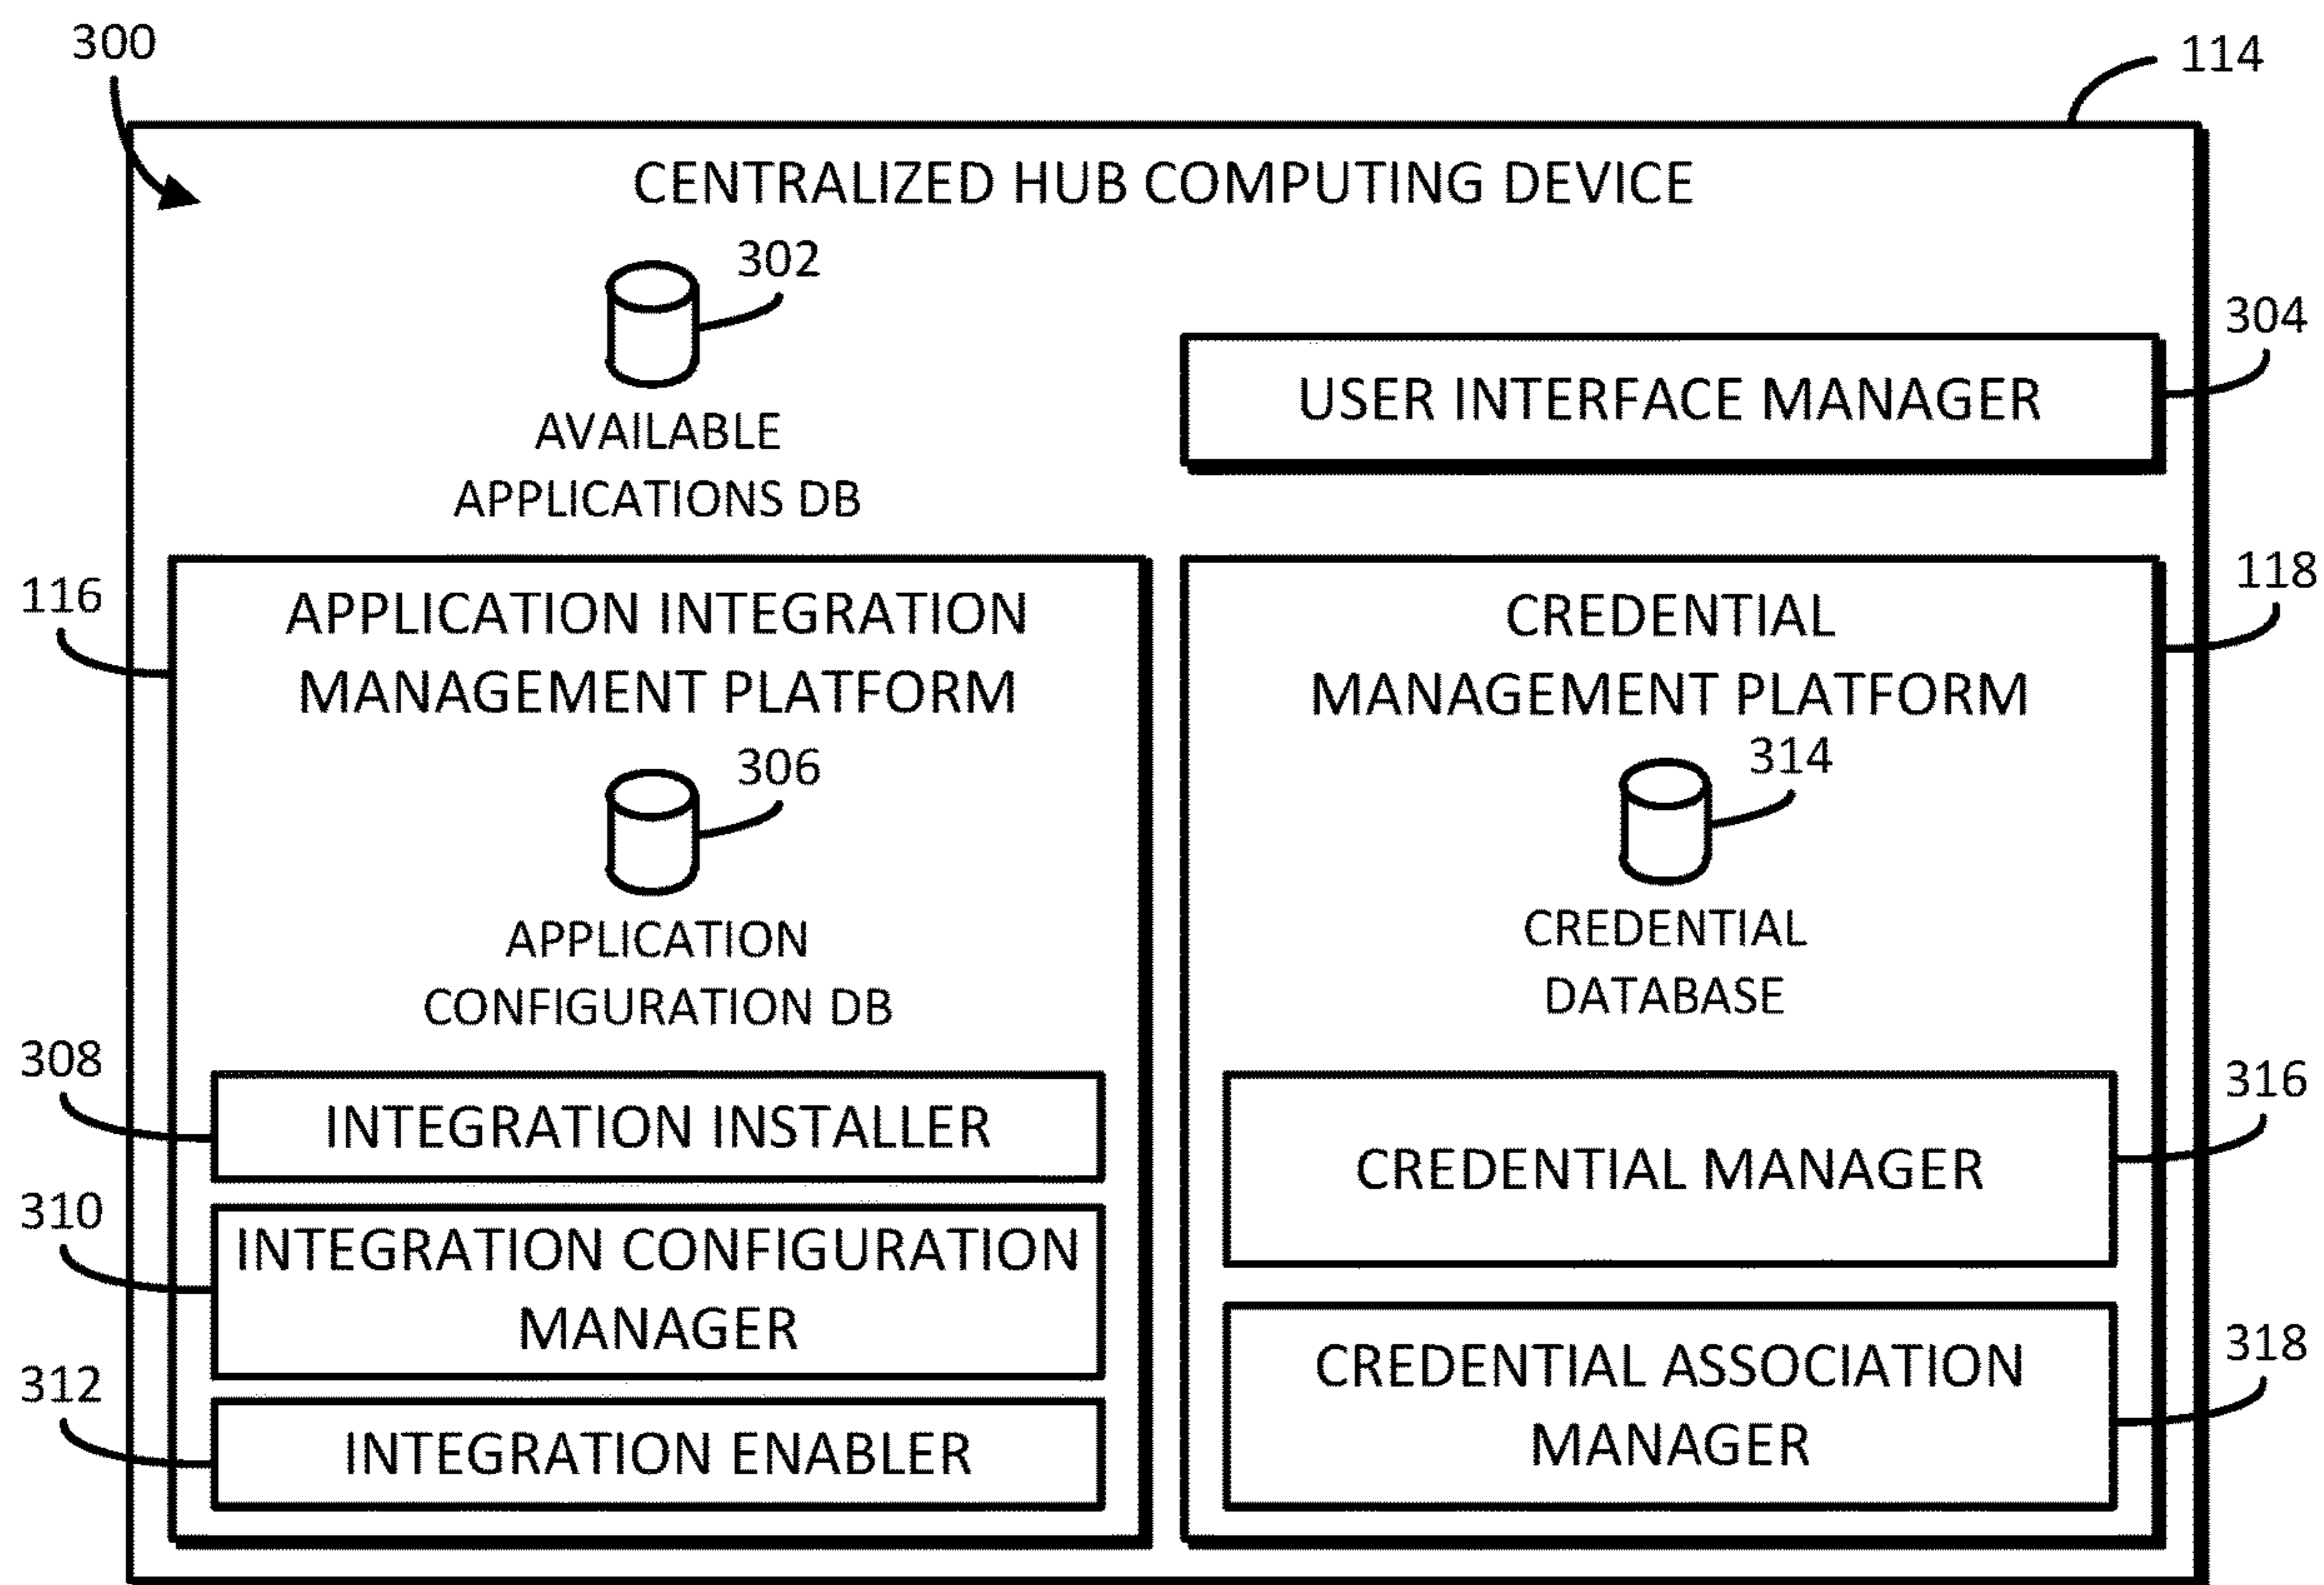 300
114
CENTRALIZED HUB COMPUTING DEVICE
302
304
USER INTERFACE MANAGER
AVAILABLE
APPLICATIONS DB
116
118
APPLICATION INTEGRATION
MANAGEMENT PLATFORM
306
APPLICATION
CONFIGURATION DB
308
INTEGRATION INSTALLER
310
INTEGRATION CONFIGURATION
MANAGER
312
INTEGRATION ENABLER
CREDENTIAL
MANAGEMENT PLATFORM
314
CREDENTIAL
DATABASE
316
CREDENTIAL MANAGER
318
CREDENTIAL ASSOCIATION
MANAGER